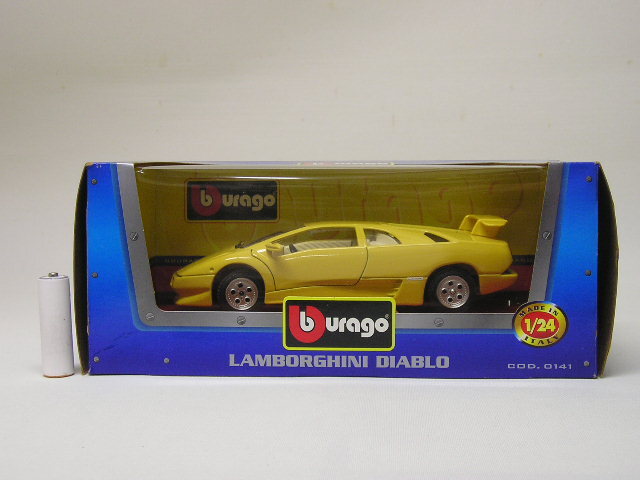 burago
burago
MADE IN
1/24
ITALY
LAMBORGHINI DIABLO
COD. 0141